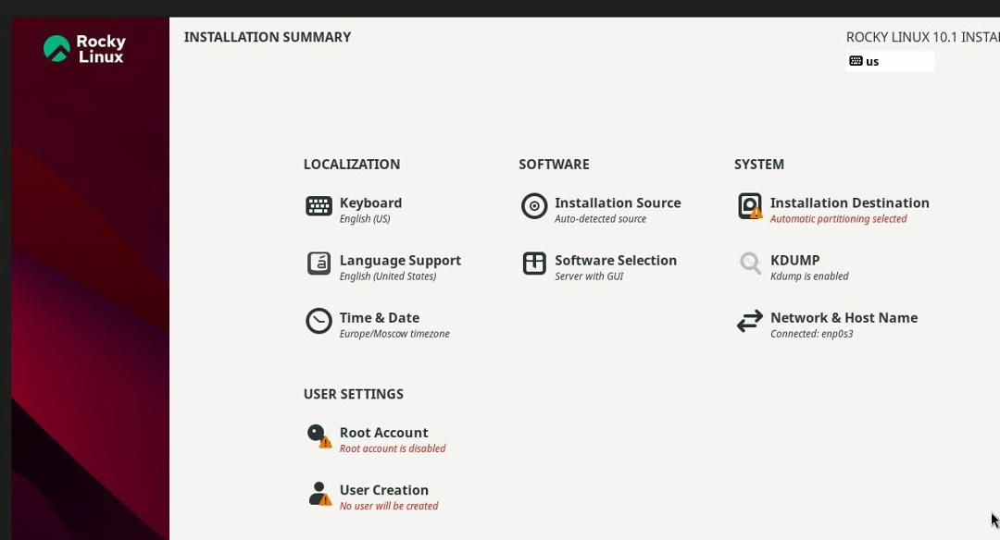 Rocky
Linux
INSTALLATION SUMMARY
ROCKY LINUX 10.1
us
LOCALIZATION
Keyboard
English (US)
Language Support
English (United States)
Time & Date
Europe/Moscow timezone
SOFTWARE
Installation Source
Auto-detected source
Software Selection
Server with GUI
SYSTEM
Installation Destination
Automatic partitioning selected
KDUMP
Kdump is enabled
Network & Host Name
Connected: enp0s3
USER SETTINGS
Root Account
Root account is disabled
User Creation
No user will be created